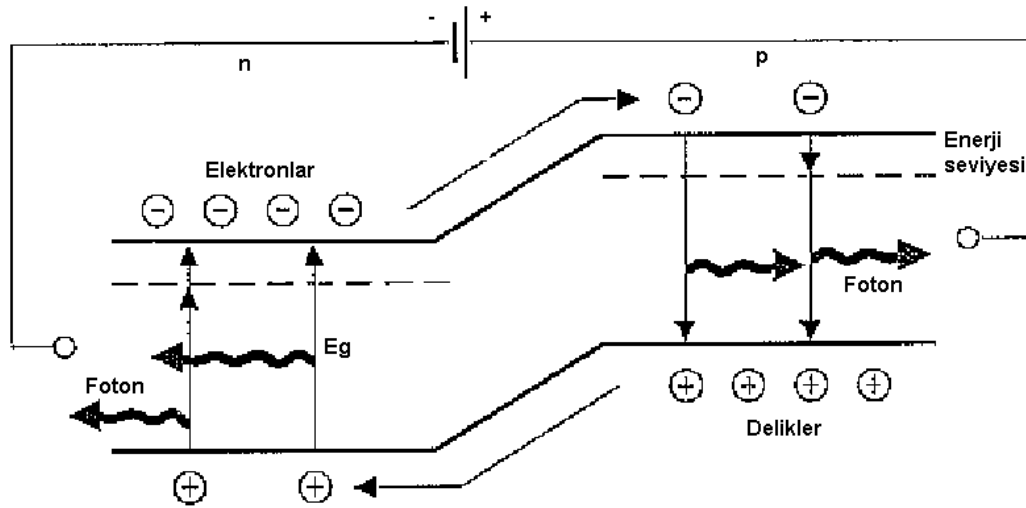 - +
n
p
Elektronlar
Enerji
seviyesi
Foton
Eg
Foton
Delikler